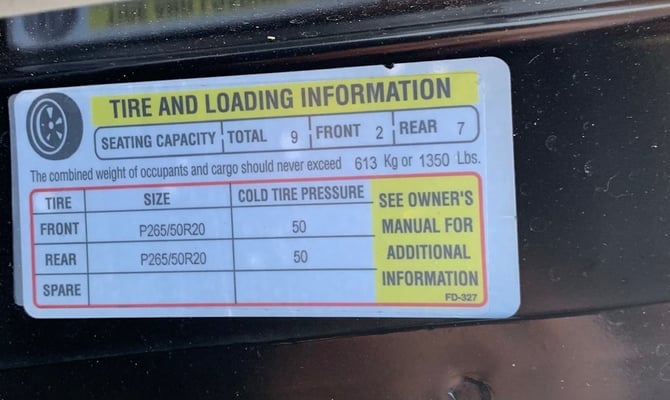 TIRE AND LOADING INFORMATION
SEATING CAPACITY TOTAL 9 FRONT 2 REAR 7
The combined weight of occupants and cargo should never exceed 613 Kg or 1350 Lbs.
TIRE SIZE COLD TIRE PRESSURE
FRONT P265/50R20 50
REAR P265/50R20 50
SPARE
SEE OWNER'S
MANUAL FOR
ADDITIONAL
INFORMATION
FD-327